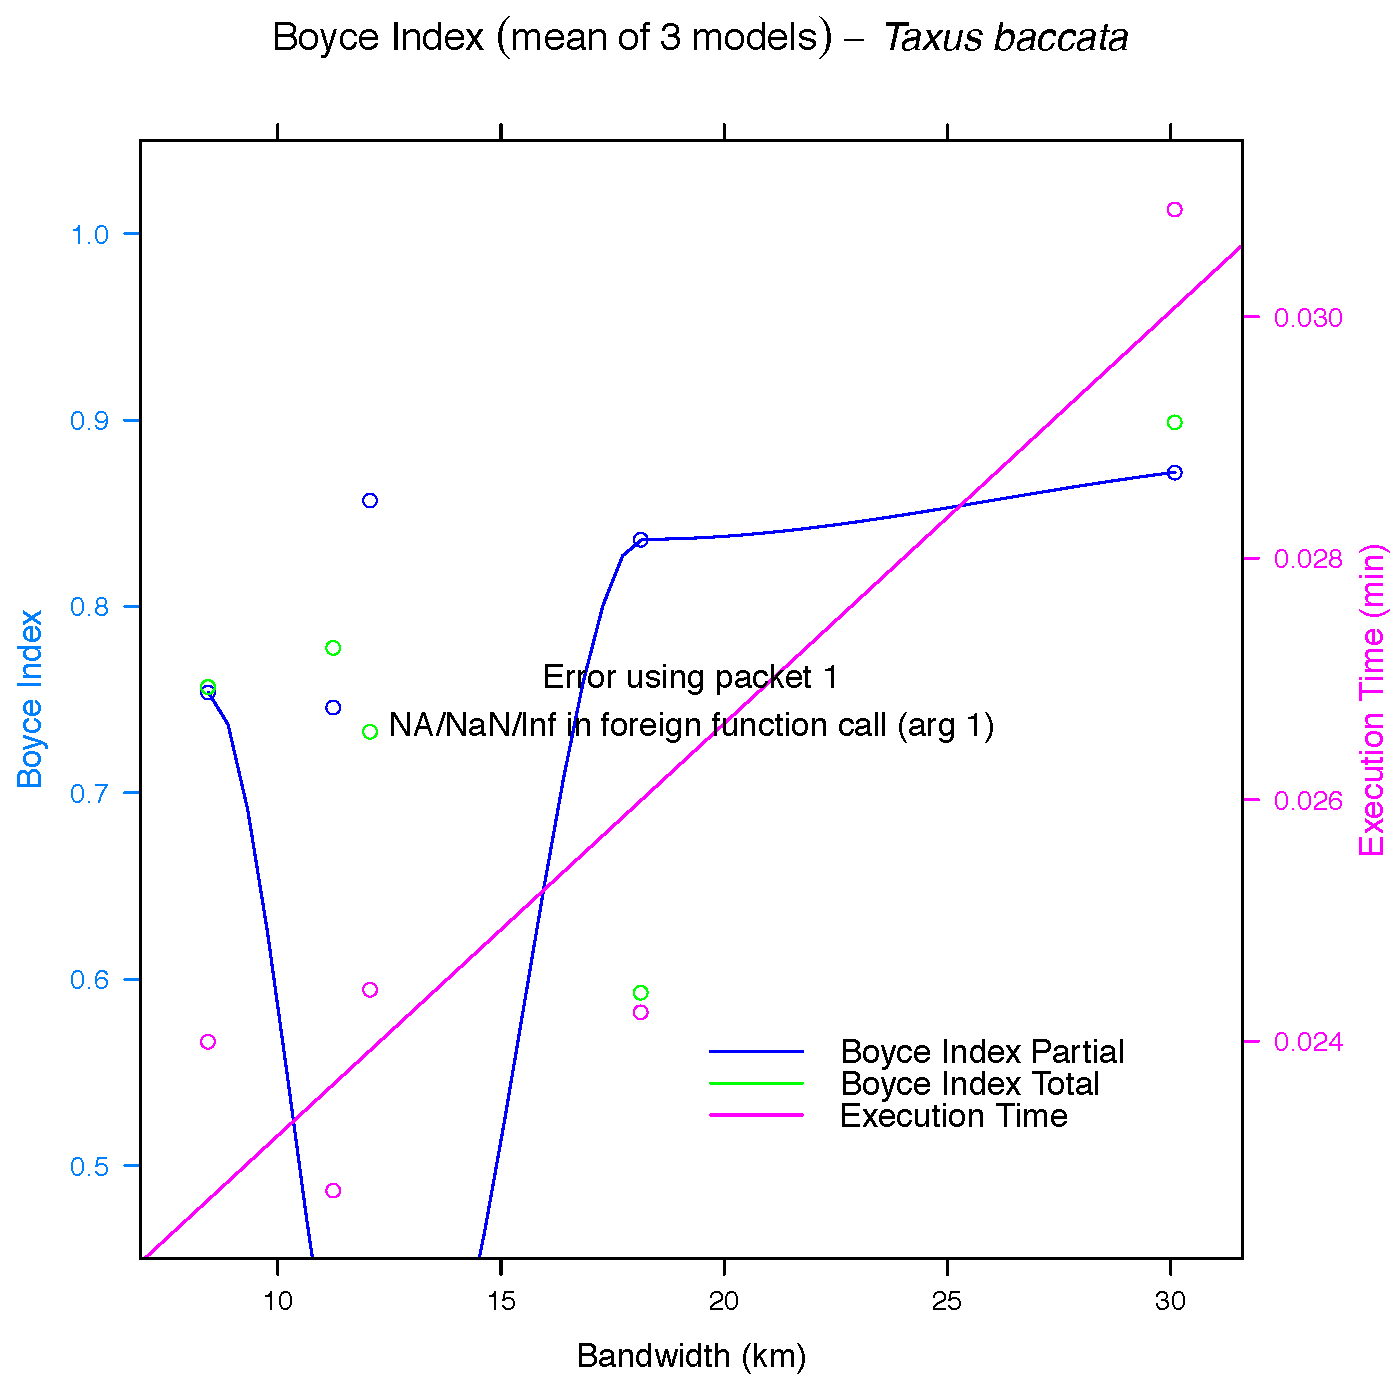 Boyce Index (mean of 3 models) – Taxus baccata
1.0
0.9
0.8
0.7
0.6
0.5
Boyce Index
0.030
0.028
0.026
0.024
Execution Time (min)
Error using packet 1
NA/NaN/Inf in foreign function call (arg 1)
Boyce Index Partial
Boyce Index Total
Execution Time
10 15 20 25 30
Bandwidth (km)